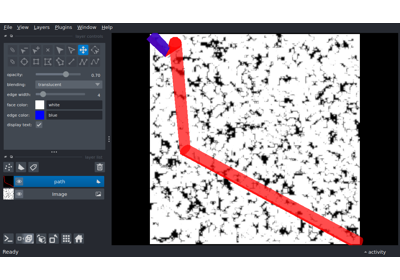 File View Layers Plugins Window Help
opacity: 0.70
blending: translucent
edge width:
face color: white
edge color: blue
display text:
path
Image
Ready activity